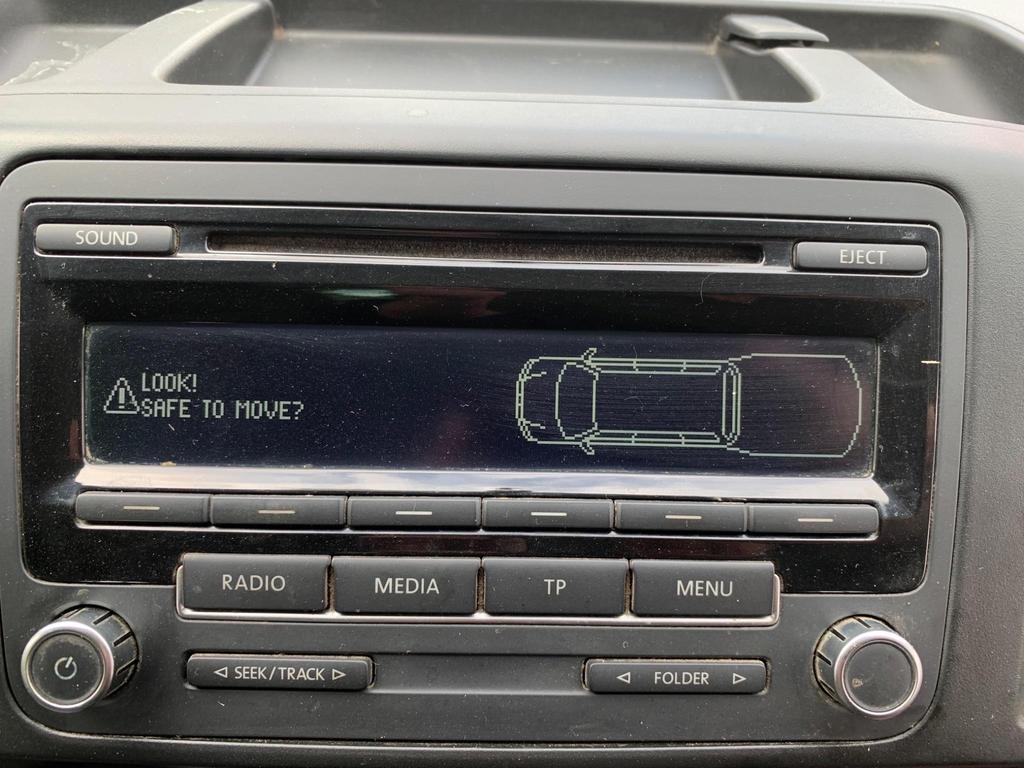 SOUND
EJECT
LOOK!
SAFE TO MOVE?
RADIO
MEDIA
TP
MENU
SEEK/TRACK
FOLDER